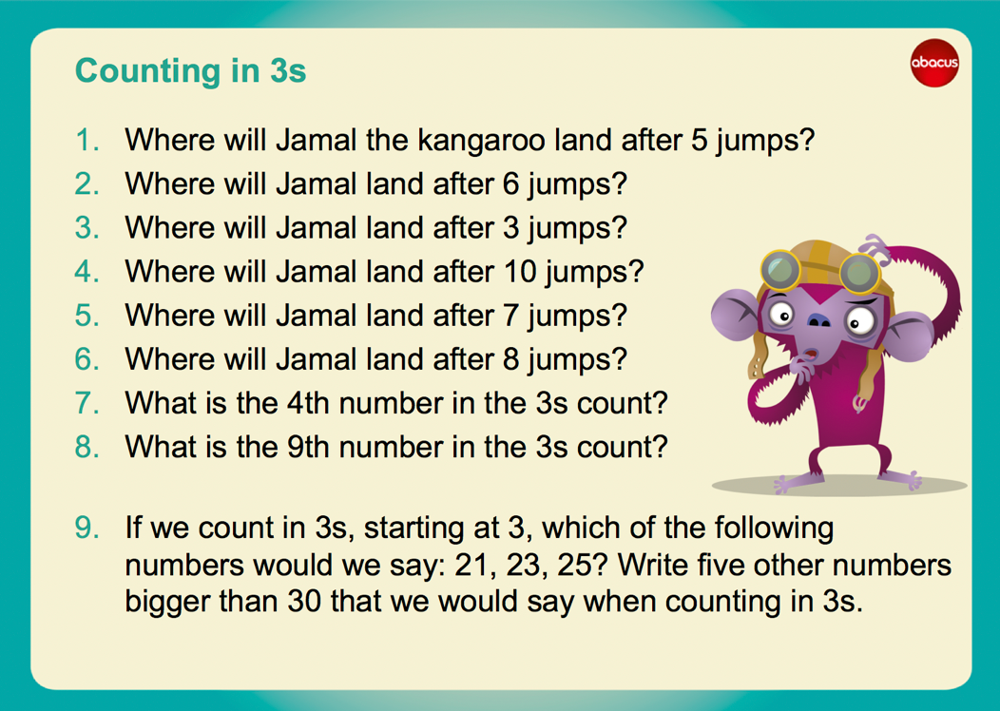 Counting in 3s
abacus
1. Where will Jamal the kangaroo land after 5 jumps?
2. Where will Jamal land after 6 jumps?
3. Where will Jamal land after 3 jumps?
4. Where will Jamal land after 10 jumps?
5. Where will Jamal land after 7 jumps?
6. Where will Jamal land after 8 jumps?
7. What is the 4th number in the 3s count?
8. What is the 9th number in the 3s count?
9. If we count in 3s, starting at 3, which of the following
numbers would we say: 21, 23, 25? Write five other numbers
bigger than 30 that we would say when counting in 3s.